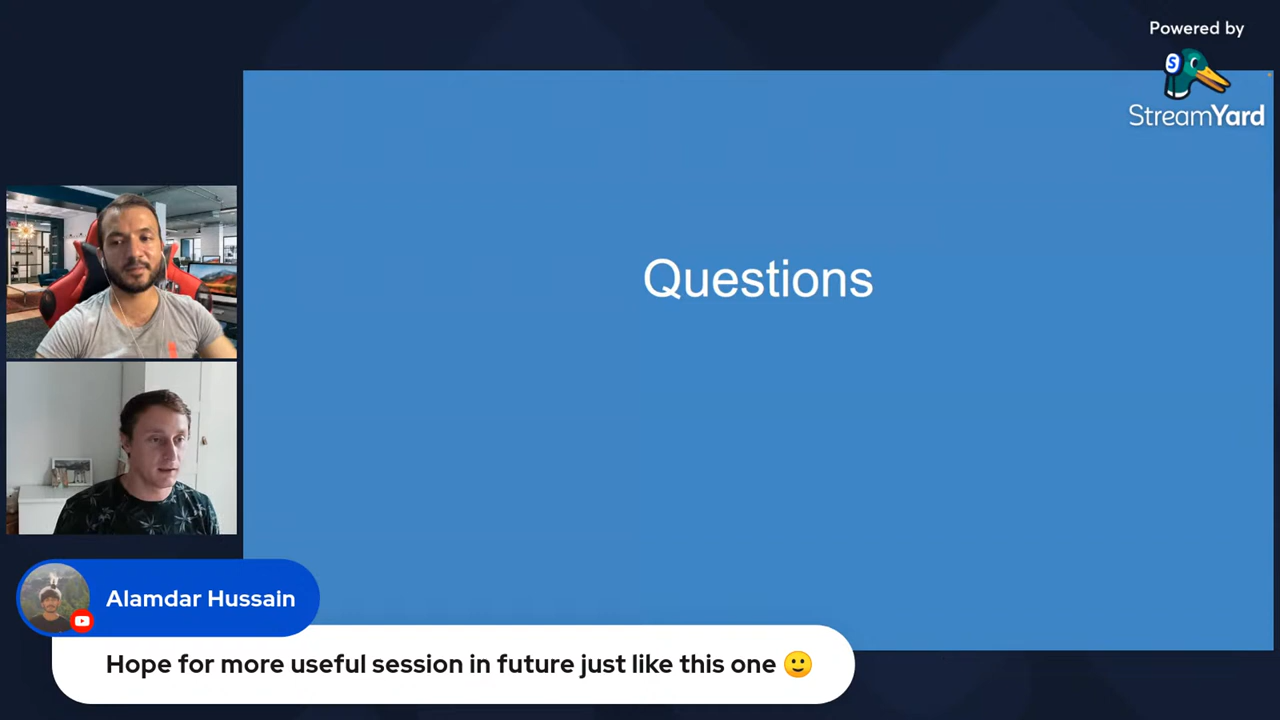 Powered by
StreamYard
Questions
Alamdar Hussain
Hope for more useful session in future just like this one 🙂